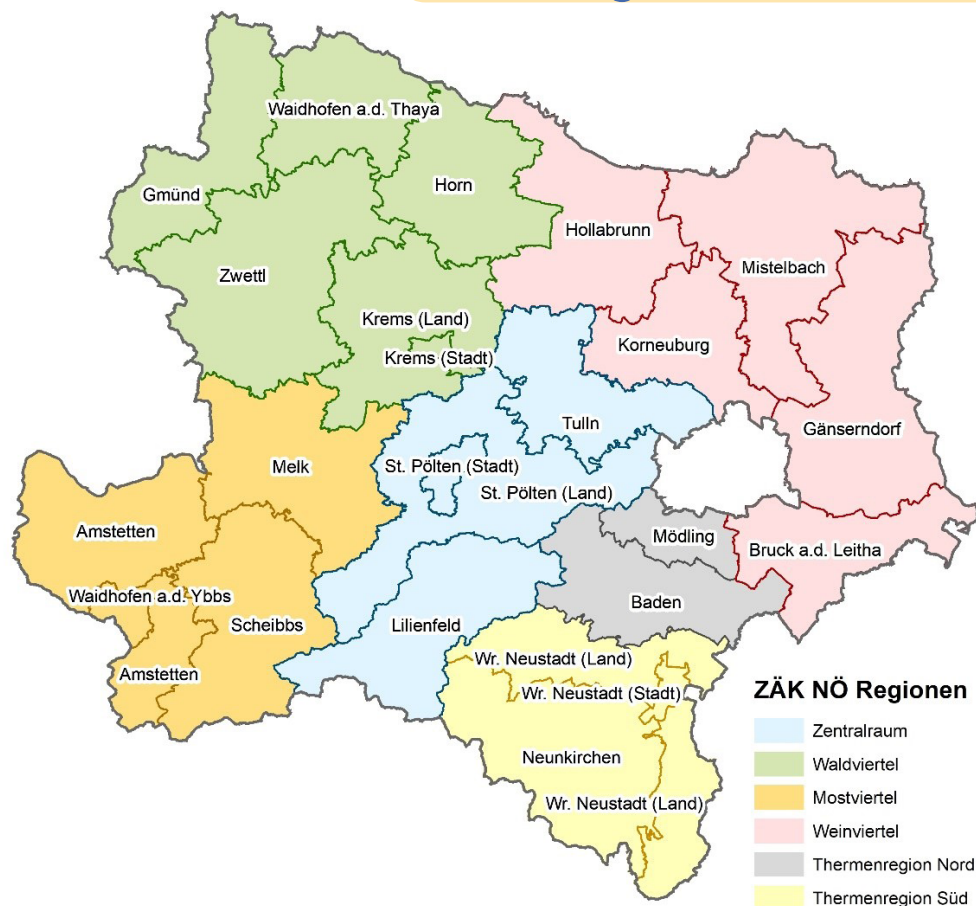 Waidhofen a.d. Thaya
Gmünd
Horn
Hollabrunn
Zwettl
Mistelbach
Krems (Land)
Korneuburg
Krems (Stadt)
Tulln
Gänserndorf
Melk
St. Pölten (Stadt)
St. Pölten (Land)
Amstetten
Mödling
Bruck a.d. Leitha
Waidhofen a.d. Ybbs
Baden
Scheibbs
Lilienfeld
Wr. Neustadt (Land)
Amstetten
Wr. Neustadt (Stadt)
Neunkirchen
Wr. Neustadt (Land)
ZÄK NÖ Regionen
Zentralraum
Waldviertel
Mostviertel
Weinviertel
Thermenregion Nord
Thermenregion Süd